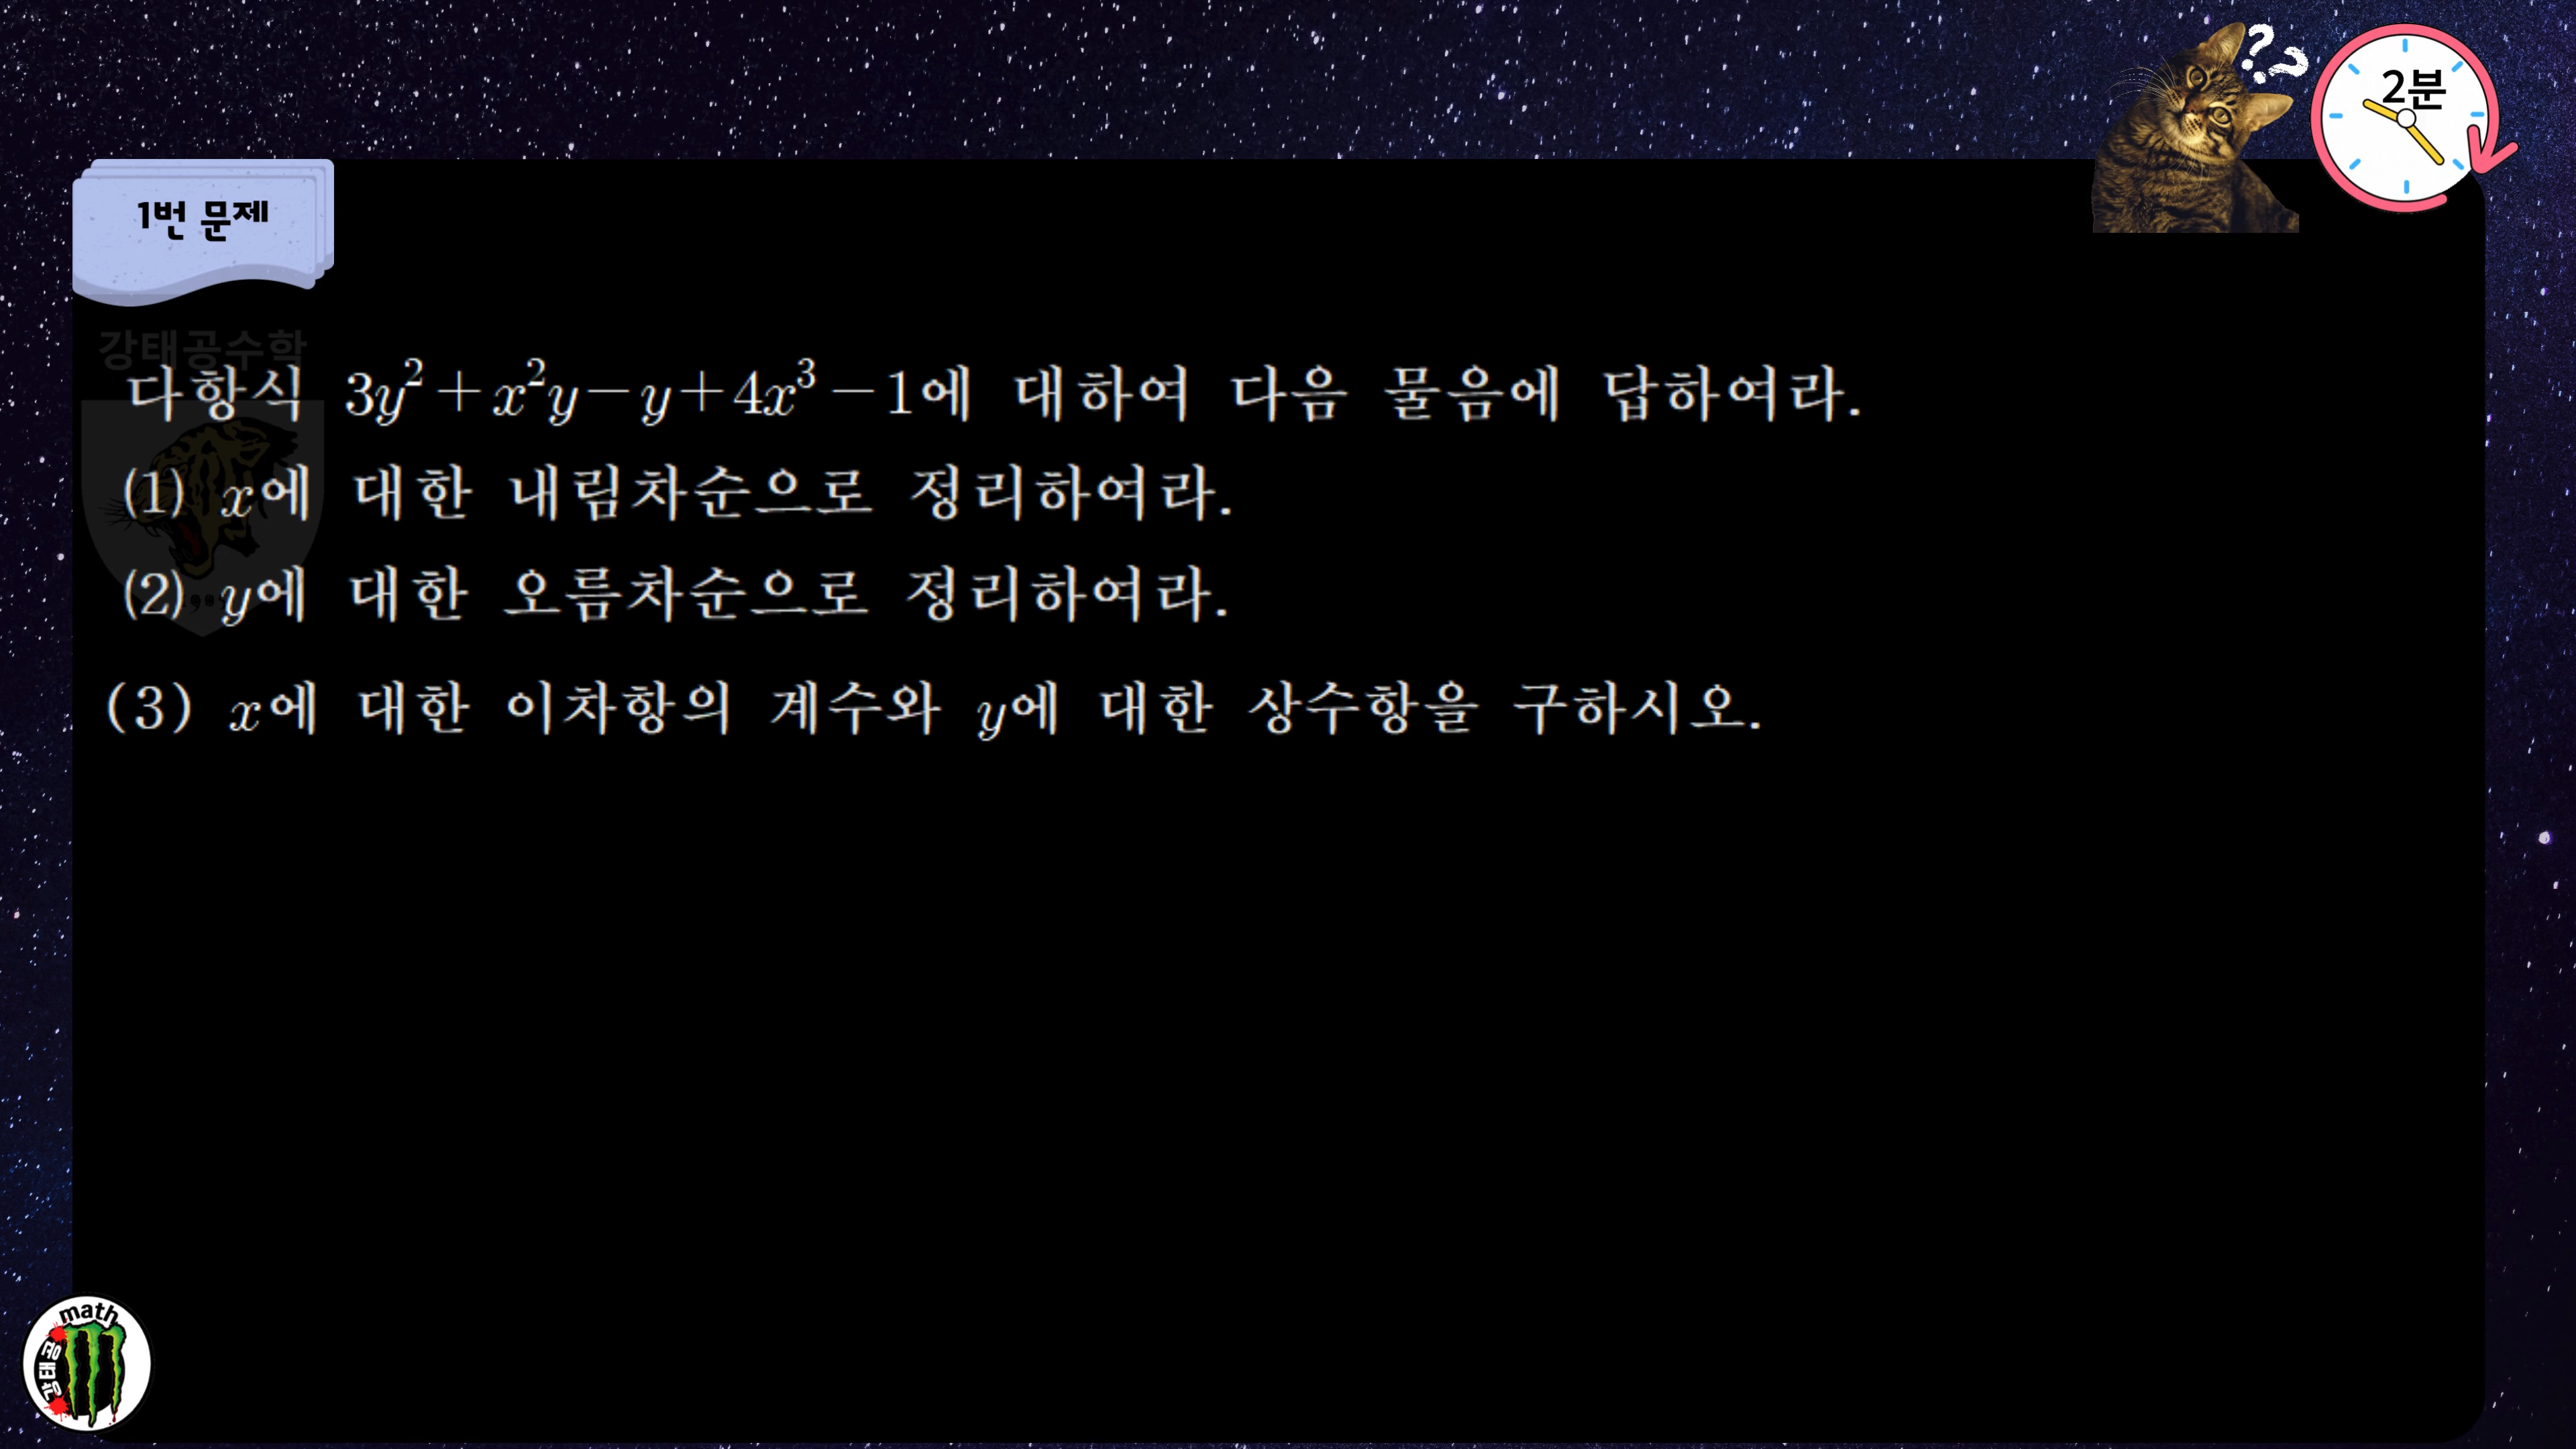 2분
1번 문제
강태공수학
다항식 3y²+x²y−y+4x³−1에 대하여 다음 물음에 답하여라.
(1) x에 대한 내림차순으로 정리하여라.
(2) y에 대한 오름차순으로 정리하여라.
(3) x에 대한 이차항의 계수와 y에 대한 상수항을 구하시오.
math
강태공